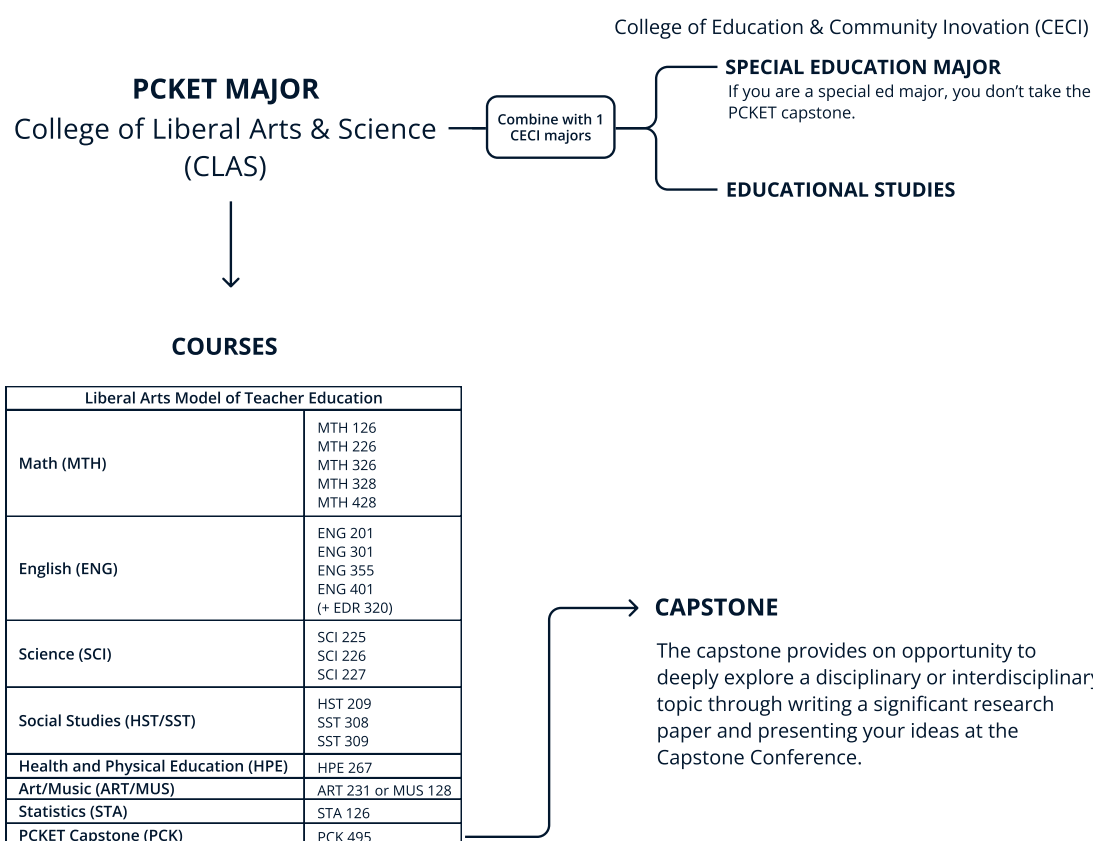 College of Education & Community Inovation (CECI)
PCKET MAJOR
College of Liberal Arts & Science
(CLAS)
Combine with 1
CECI majors
SPECIAL EDUCATION MAJOR
If you are a special ed major, you don't take the
PCKET capstone.
EDUCATIONAL STUDIES
COURSES
Liberal Arts Model of Teacher Education
Math (MTH)
MTH 126
MTH 226
MTH 326
MTH 328
MTH 428
English (ENG)
ENG 201
ENG 301
ENG 355
ENG 401
(+ EDR 320)
Science (SCI)
SCI 225
SCI 226
SCI 227
Social Studies (HST/SST)
HST 209
SST 308
SST 309
Health and Physical Education (HPE)
HPE 267
Art/Music (ART/MUS)
ART 231 or MUS 128
Statistics (STA)
STA 126
PCKET Capstone (PCK)
PCK 495
CAPSTONE
The capstone provides on opportunity to
deeply explore a disciplinary or interdisciplinary
topic through writing a significant research
paper and presenting your ideas at the
Capstone Conference.